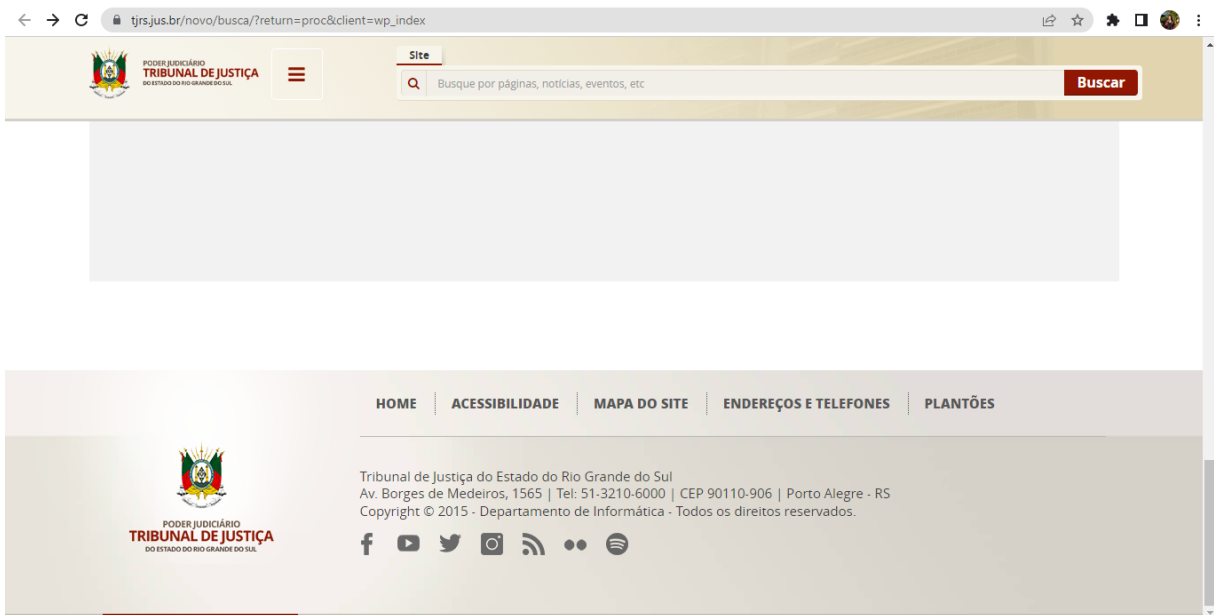 tjrs.jus.br/novo/busca/?return=proc&client=wp_index
PODER JUDICIÁRIO
TRIBUNAL DE JUSTIÇA
DO ESTADO DO RIO GRANDE DO SUL
Site
Busque por páginas, notícias, eventos, etc
Buscar
HOME
ACESSIBILIDADE
MAPA DO SITE
ENDEREÇOS E TELEFONES
PLANTÕES
PODER JUDICIÁRIO
TRIBUNAL DE JUSTIÇA
DO ESTADO DO RIO GRANDE DO SUL
Tribunal de Justiça do Estado do Rio Grande do Sul
Av. Borges de Medeiros, 1565 | Tel: 51-3210-6000 | CEP 90110-906 | Porto Alegre - RS
Copyright © 2015 - Departamento de Informática - Todos os direitos reservados.